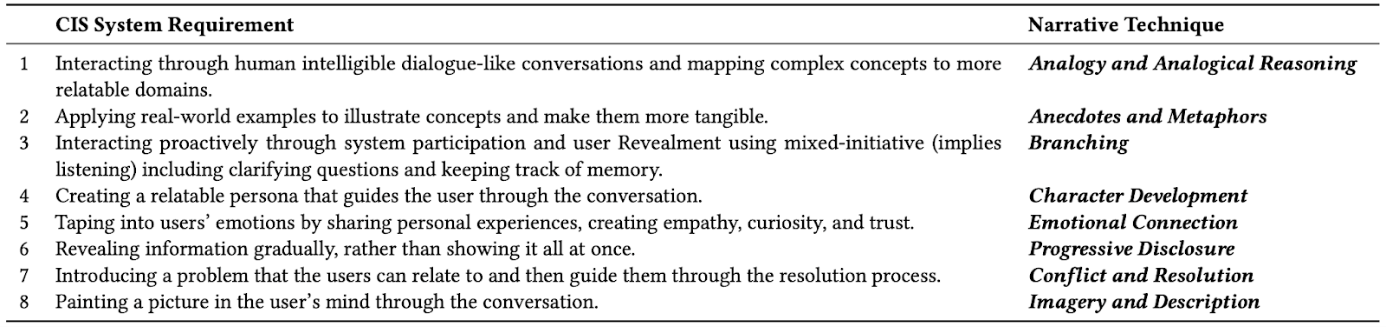 CIS System Requirement Narrative Technique
1 Interacting through human intelligible dialogue-like conversations and mapping complex concepts to more Analogy and Analogical Reasoning
relatable domains.
2 Applying real-world examples to illustrate concepts and make them more tangible. Anecdotes and Metaphors
3 Interacting proactively through system participation and user Revealment using mixed-initiative (implies Branching
listening) including clarifying questions and keeping track of memory.
4 Creating a relatable persona that guides the user through the conversation. Character Development
5 Taping into users' emotions by sharing personal experiences, creating empathy, curiosity, and trust. Emotional Connection
6 Revealing information gradually, rather than showing it all at once. Progressive Disclosure
7 Introducing a problem that the users can relate to and then guide them through the resolution process. Conflict and Resolution
8 Painting a picture in the user's mind through the conversation. Imagery and Description